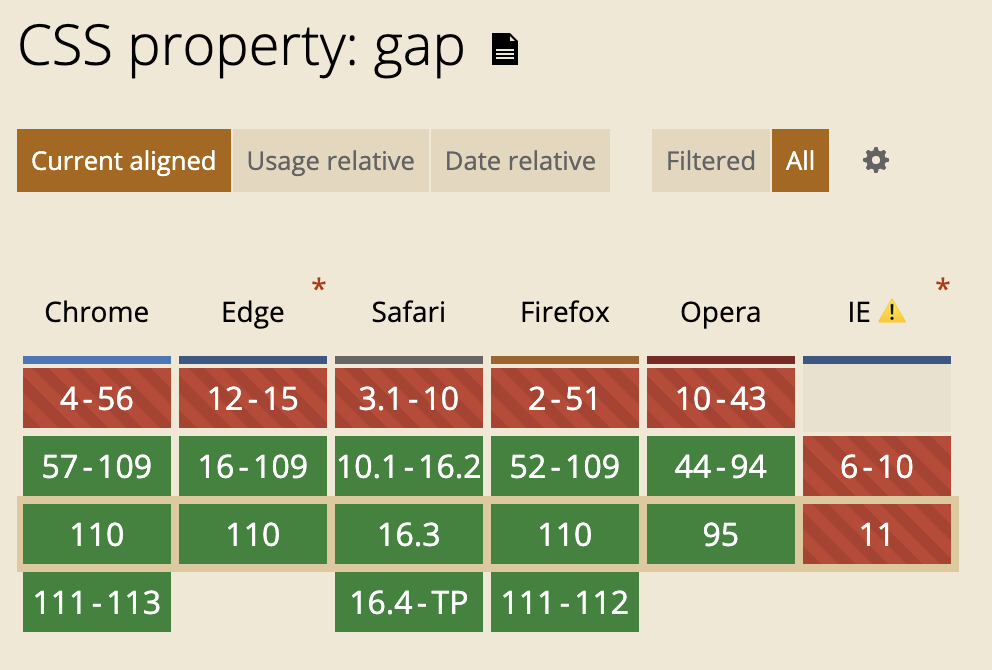 CSS property: gap
Current aligned Usage relative Date relative Filtered All
* *
Chrome Edge Safari Firefox Opera IE
4-56 12-15 3.1-10 2-51 10-43
57-109 16-109 10.1-16.2 52-109 44-94 6-10
110 110 16.3 110 95 11
111-113 16.4-TP 111-112